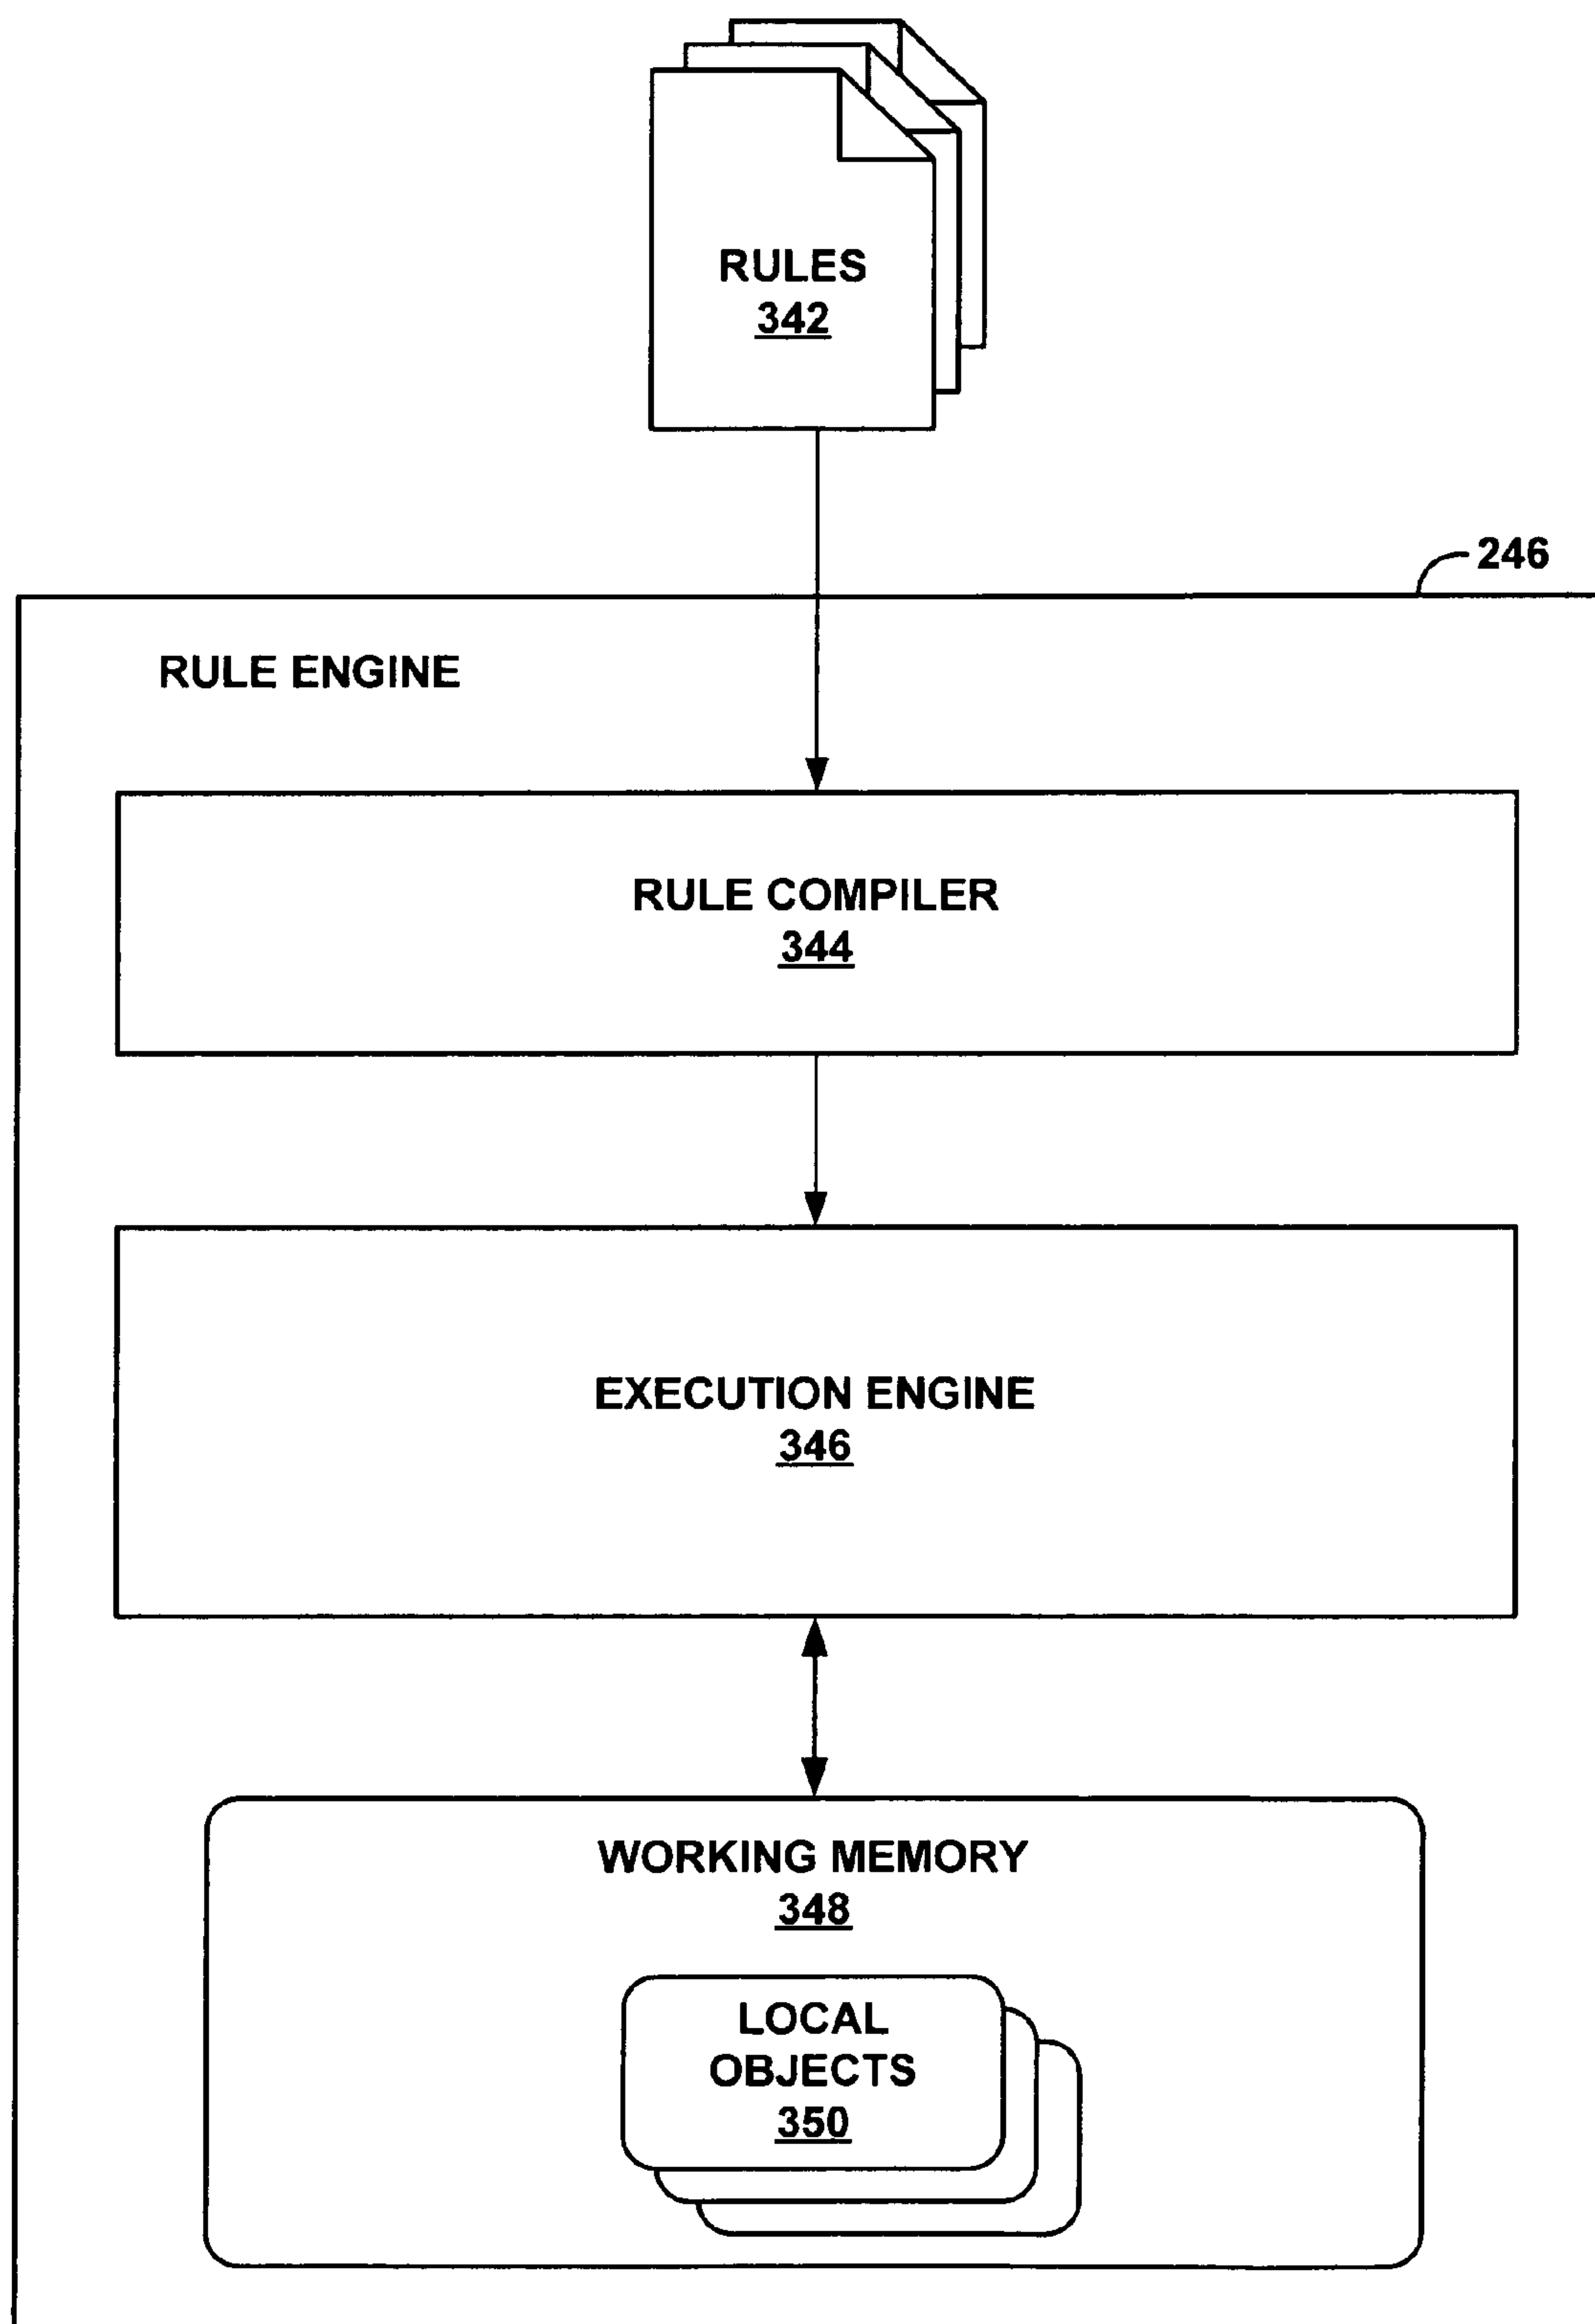 RULES
342
246
RULE ENGINE
RULE COMPILER
344
EXECUTION ENGINE
346
WORKING MEMORY
348
LOCAL
OBJECTS
350